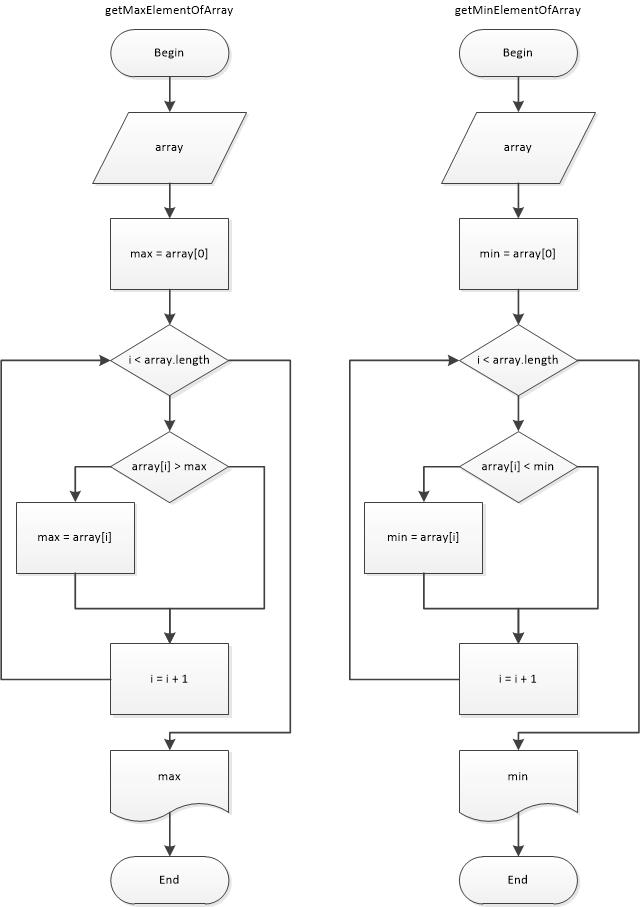 getMaxElementOfArray
Begin
array
max = array[0]
i < array.length
array[i] > max
max = array[i]
i = i + 1
max
End
getMinElementOfArray
Begin
array
min = array[0]
i < array.length
array[i] < min
min = array[i]
i = i + 1
min
End